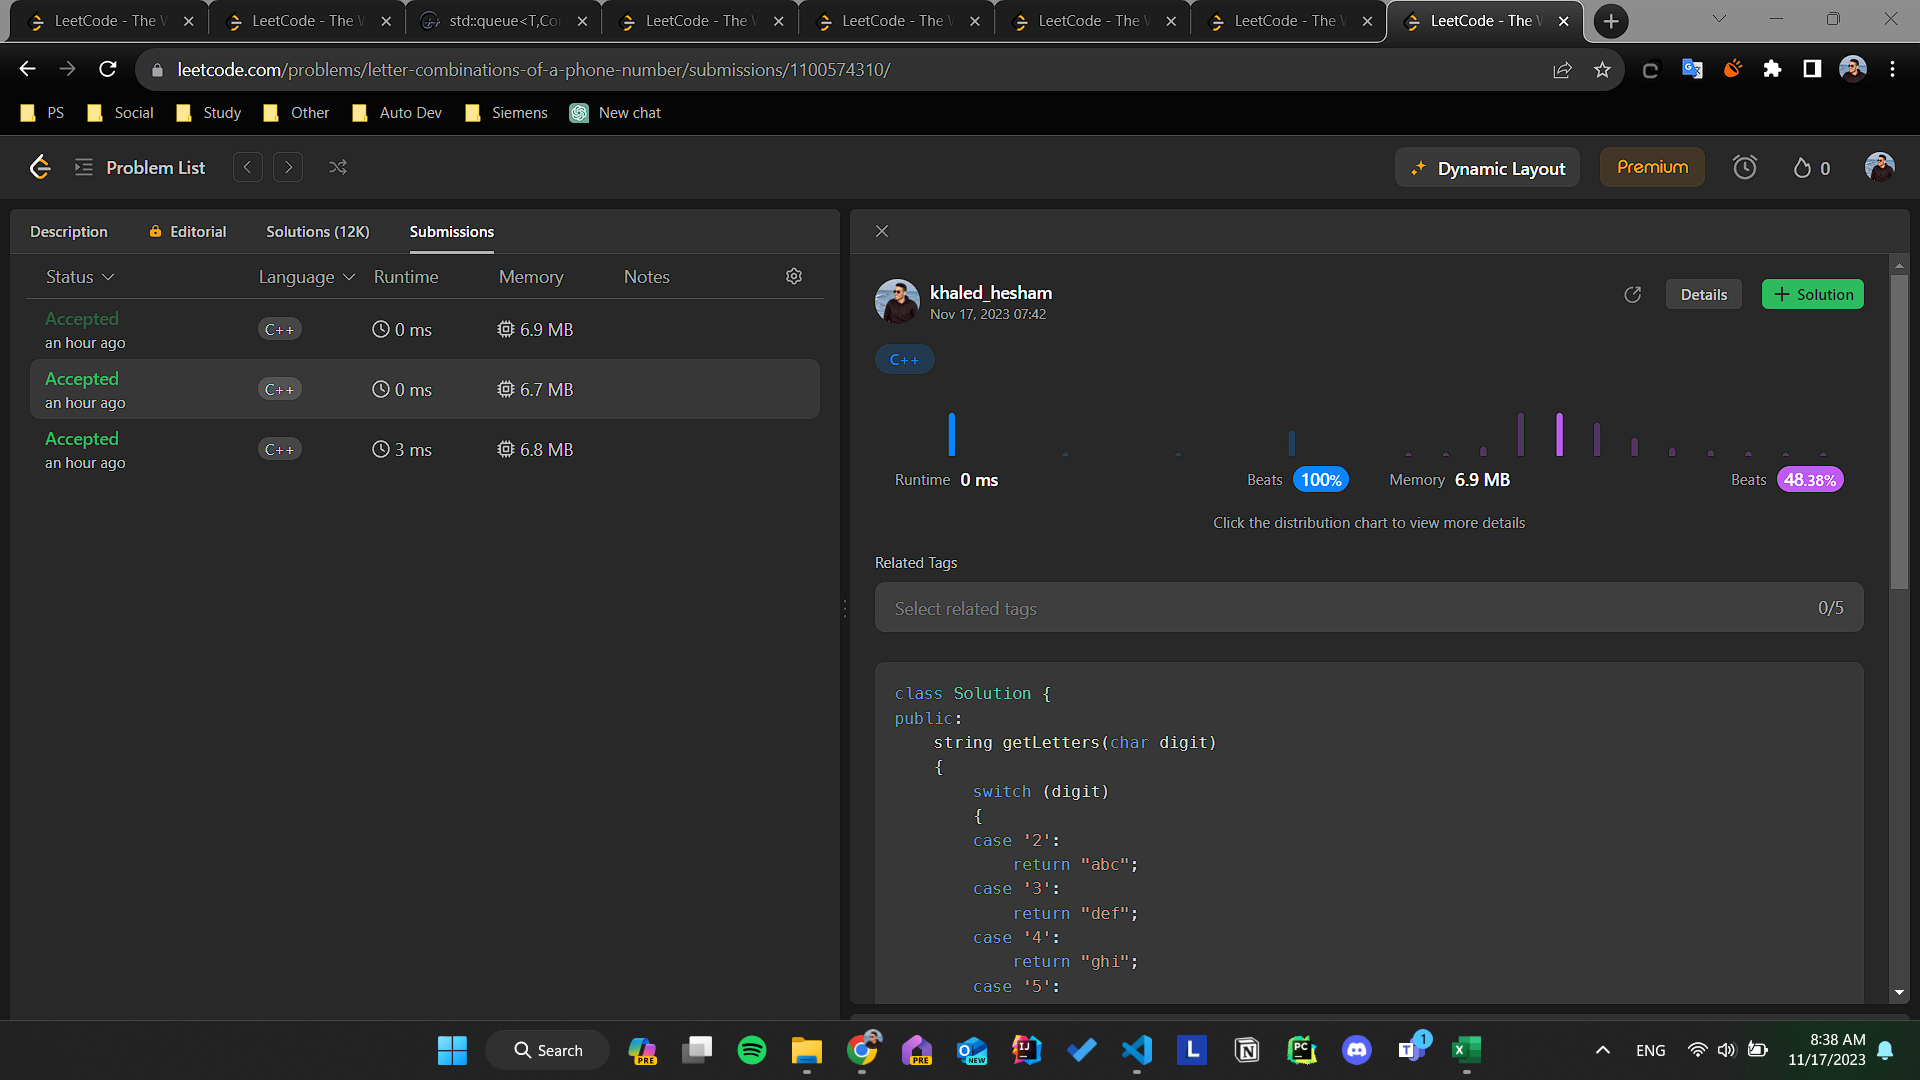 LeetCode - The W
LeetCode - The W
std::queue<T,Co
LeetCode - The W
LeetCode - The W
LeetCode - The W
LeetCode - The W
LeetCode - The W
leetcode.com/problems/letter-combinations-of-a-phone-number/submissions/1100574310/
PS Social Study Other Auto Dev Siemens New chat
Problem List
Dynamic Layout Premium 0
Description Editorial Solutions (12K) Submissions
Status Language Runtime Memory Notes
Accepted
an hour ago
C++ 0 ms 6.9 MB
Accepted
an hour ago
C++ 0 ms 6.7 MB
Accepted
an hour ago
C++ 3 ms 6.8 MB
khaled_hesham
Nov 17, 2023 07:42
Details + Solution
C++
Runtime 0 ms Beats 100% Memory 6.9 MB Beats 48.38%
Click the distribution chart to view more details
Related Tags
Select related tags 0/5
class Solution {
public:
string getLetters(char digit)
{
switch (digit)
{
case '2':
return "abc";
case '3':
return "def";
case '4':
return "ghi";
case '5':
Search
PRE
PRE
NEW
IJ
L
PC
T
1
X
ENG
8:38 AM
11/17/2023